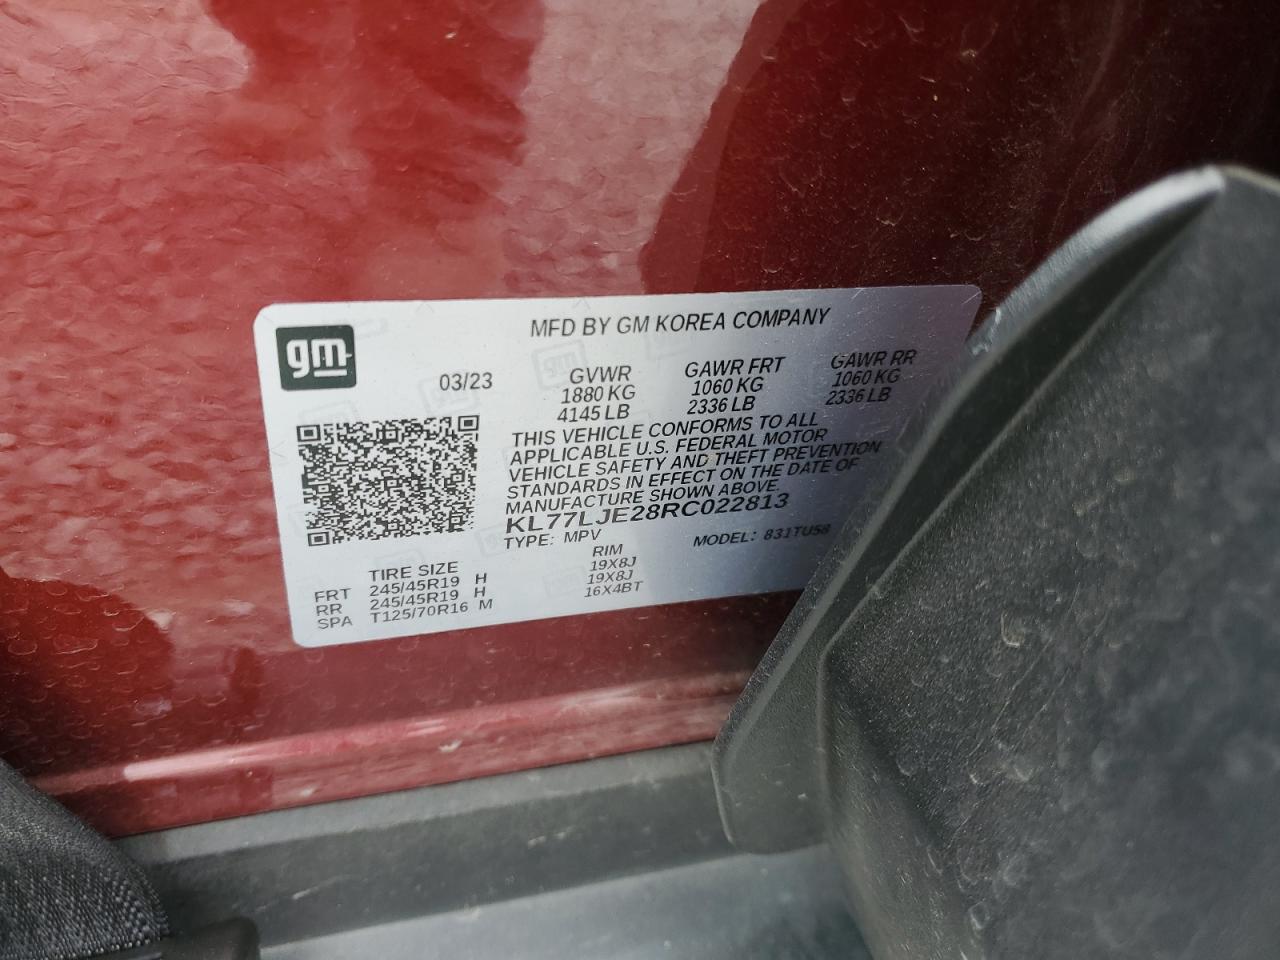 gm
MFD BY GM KOREA COMPANY
03/23 GVWR GAWR FRT GAWR RR
1880 KG 1060 KG 1060 KG
4145 LB 2336 LB 2336 LB
THIS VEHICLE CONFORMS TO ALL
APPLICABLE U.S. FEDERAL MOTOR
VEHICLE SAFETY AND THEFT PREVENTION
STANDARDS IN EFFECT ON THE DATE OF
MANUFACTURE SHOWN ABOVE.
KL77LJE28RC022813
TYPE: MPV MODEL: 831TU58
TIRE SIZE RIM
FRT 245/45R19 H 19X8J
RR 245/45R19 H 19X8J
SPA T125/70R16 M 16X4BT